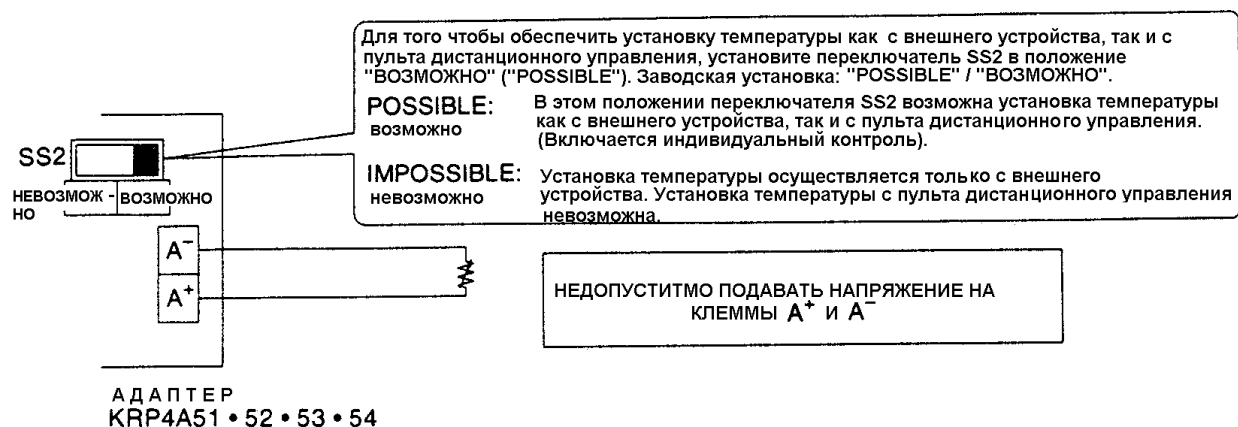 Для того чтобы обеспечить установку температуры как с внешнего устройства, так и с
пульта дистанционного управления, установите переключатель SS2 в положение
"ВОЗМОЖНО" ("POSSIBLE"). Заводская установка: "POSSIBLE" / "ВОЗМОЖНО".
POSSIBLE:
возможно
В этом положении переключателя SS2 возможна установка температуры
как с внешнего устройства, так и с пульта дистанционного управления.
(Включается индивидуальный контроль).
IMPOSSIBLE:
невозможно
Установка температуры осуществляется только с внешнего
устройства. Установка температуры с пульта дистанционного управления
невозможна.
SS2
НЕВОЗМОЖ -
НО
ВОЗМОЖНО
A⁻
A⁺
НЕДОПУСТИТМО ПОДАВАТЬ НАПРЯЖЕНИЕ НА
КЛЕММЫ A⁺ И A⁻
АДАПТЕР
KRP4A51 • 52 • 53 • 54